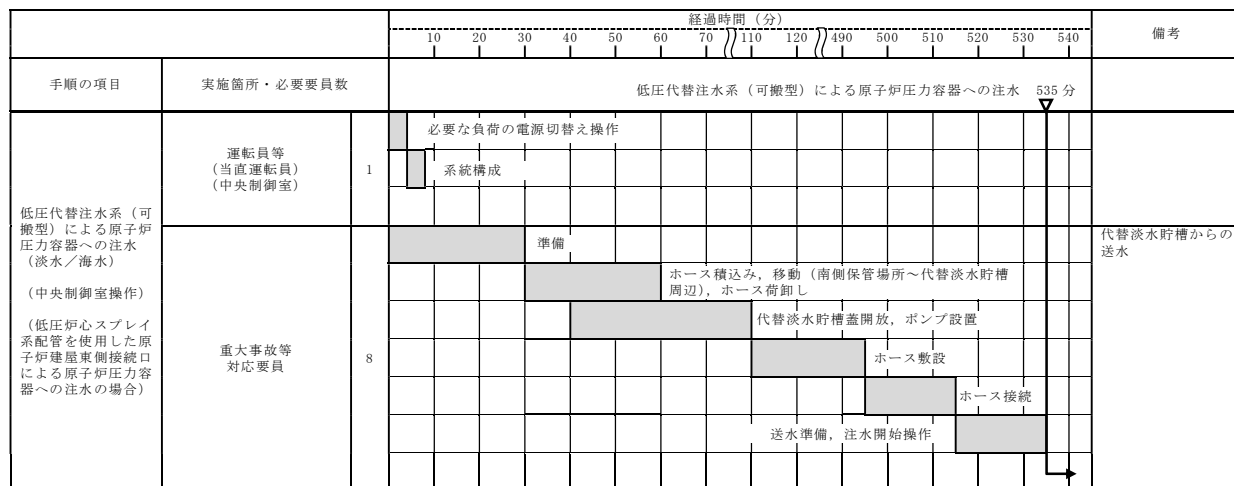 経過時間（分）
備考
10 20 30 40 50 60 70 110 120 490 500 510 520 530 540
手順の項目
実施箇所・必要要員数
低圧代替注水系（可搬型）による原子炉圧力容器への注水 535 分
低圧代替注水系（可
搬型）による原子炉
圧力容器への注水
（淡水／海水）
（中央制御室操作）
（低圧炉心スプレイ
系配管を使用した原
子炉建屋東側接続口
による原子炉圧力容
器への注水の場合）
運転員等
（当直運転員）
（中央制御室）
1
必要な負荷の電源切替え操作
系統構成
重大事故等
対応要員
8
準備
ホース積込み，移動（南側保管場所～代替淡水貯槽
周辺），ホース荷卸し
代替淡水貯槽蓋開放，ポンプ設置
ホース敷設
ホース接続
送水準備，注水開始操作
代替淡水貯槽からの
送水